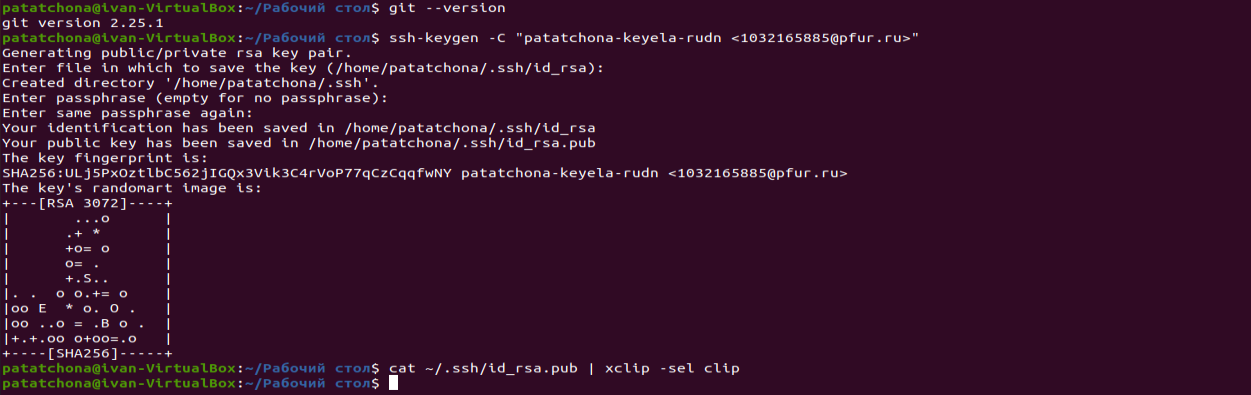 patatchona@ivan-VirtualBox:~/Рабочий стол$ git --version
git version 2.25.1
patatchona@ivan-VirtualBox:~/Рабочий стол$ ssh-keygen -C "patatchona-keyela-rudn <1032165885@pfur.ru>"
Generating public/private rsa key pair.
Enter file in which to save the key (/home/patatchona/.ssh/id_rsa):
Created directory '/home/patatchona/.ssh'.
Enter passphrase (empty for no passphrase):
Enter same passphrase again:
Your identification has been saved in /home/patatchona/.ssh/id_rsa
Your public key has been saved in /home/patatchona/.ssh/id_rsa.pub
The key fingerprint is:
SHA256:ULj5PxOztlbC562jIGQx3Vik3C4rVoP77qCzCqqfwNY patatchona-keyela-rudn <1032165885@pfur.ru>
The key's randomart image is:
+---[RSA 3072]----+
|        ...o     |
|       .+ *      |
|       +o= o     |
|       o= .      |
|       +.S..     |
|. .  o o.+= o    |
|oo E  * o. O .   |
|oo ..o = .B o .  |
|+.+.oo o+oo=.o   |
+----[SHA256]-----+
patatchona@ivan-VirtualBox:~/Рабочий стол$ cat ~/.ssh/id_rsa.pub | xclip -sel clip
patatchona@ivan-VirtualBox:~/Рабочий стол$